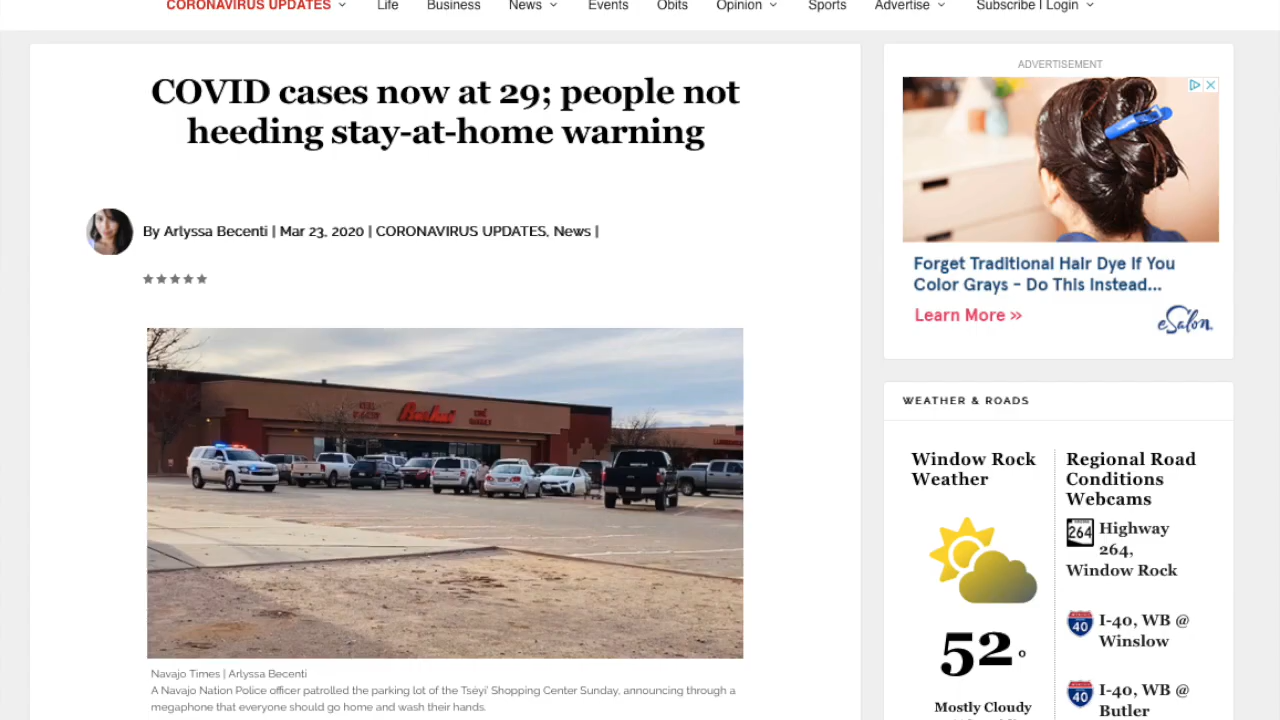 CORONAVIRUS UPDATES
Life
Business
News
Events
Obits
Opinion
Sports
Advertise
Subscribe | Login
COVID cases now at 29; people not
heeding stay-at-home warning
By Arlyssa Becenti | Mar 23, 2020 | CORONAVIRUS UPDATES, News |
Bashas'
Navajo Times | Arlyssa Becenti
A Navajo Nation Police officer patrolled the parking lot of the Tséyi' Shopping Center Sunday, announcing through a
megaphone that everyone should go home and wash their hands.
ADVERTISEMENT
Forget Traditional Hair Dye If You
Color Grays - Do This Instead...
Learn More »
eSalon.
WEATHER & ROADS
Window Rock
Weather
52°
Mostly Cloudy
Regional Road
Conditions
Webcams
264
Highway
264,
Window Rock
40
I-40, WB @
Winslow
40
I-40, WB @
Butler